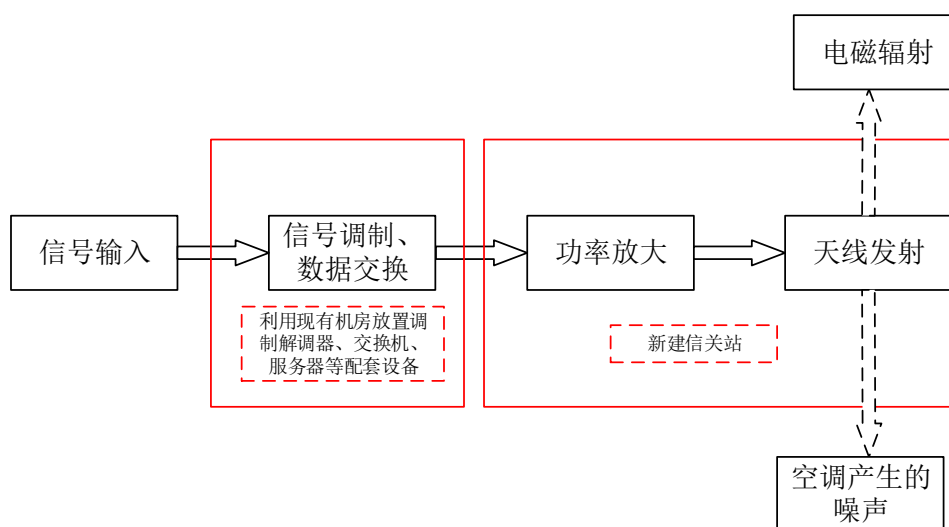 电磁辐射
信号输入
信号调制、
数据交换
功率放大
天线发射
利用现有机房放置调
制解调器、交换机、
服务器等配套设备
新建信关站
空调产生的
噪声